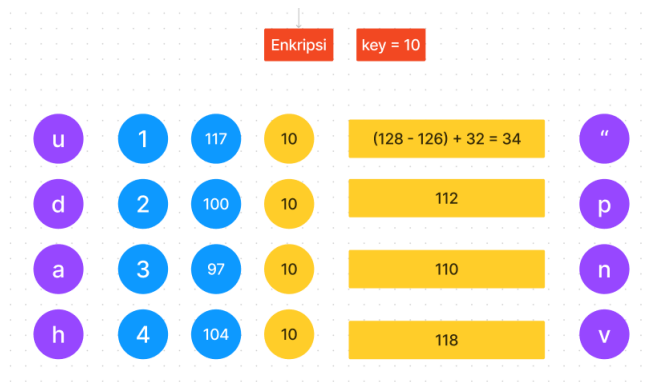 Enkripsi key = 10
u 1 117 10 (128 - 126) + 32 = 34 “
d 2 100 10 112 p
a 3 97 10 110 n
h 4 104 10 118 v